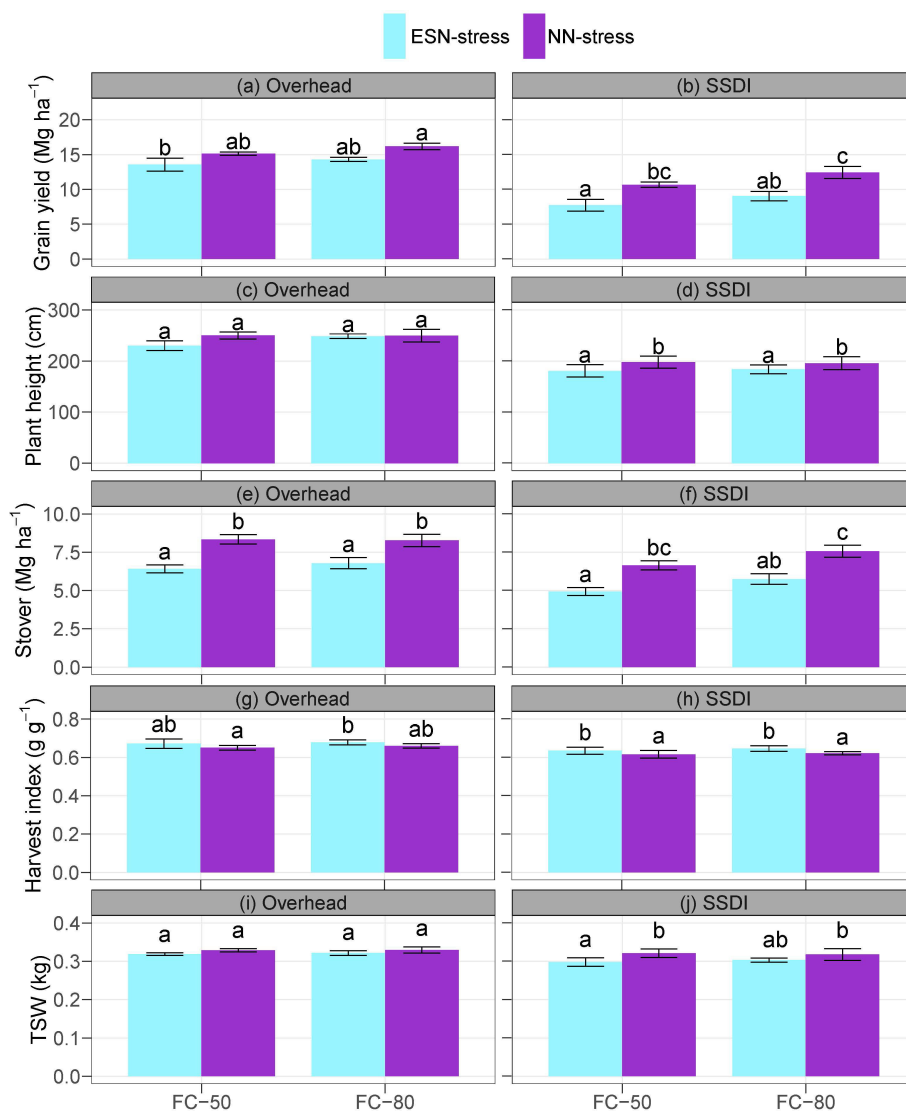 ESN-stress NN-stress
(a) Overhead (b) SSDI
Grain yield (Mg ha⁻¹)
20
15
10
5
0
b ab ab a
a bc ab c
(c) Overhead (d) SSDI
Plant height (cm)
300
200
100
0
a a a a
a b a b
(e) Overhead (f) SSDI
Stover (Mg ha⁻¹)
10.0
7.5
5.0
2.5
0.0
a b a b
a bc ab c
(g) Overhead (h) SSDI
Harvest index (g g⁻¹)
0.8
0.6
0.4
0.2
0.0
ab a b ab
b a b a
(i) Overhead (j) SSDI
TSW (kg)
0.4
0.3
0.2
0.1
0.0
a a a a
a b ab b
FC−50 FC−80 FC−50 FC−80